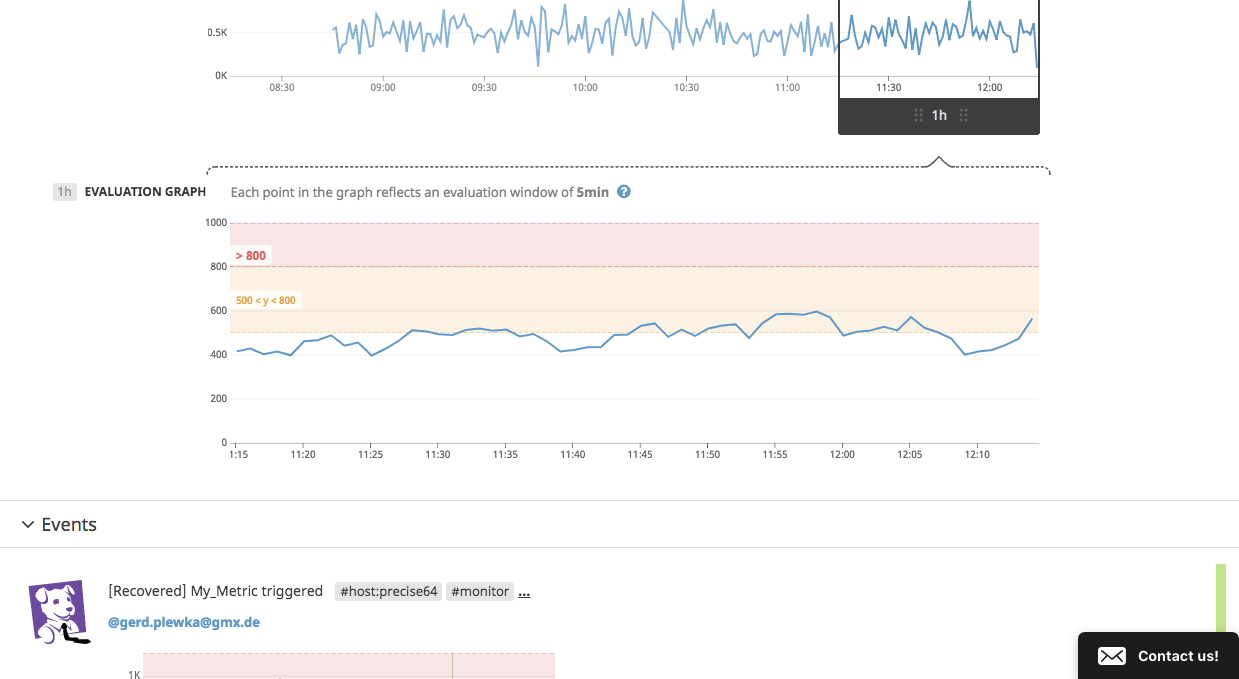 0.5K
0K
08:30 09:00 09:30 10:00 10:30 11:00 11:30 12:00
1h
1h EVALUATION GRAPH Each point in the graph reflects an evaluation window of 5min ?
1000
> 800
800
500 < y < 800
600
400
200
0
1:15 11:20 11:25 11:30 11:35 11:40 11:45 11:50 11:55 12:00 12:05 12:10
Events
[Recovered] My_Metric triggered #host:precise64 #monitor ...
@gerd.plewka@gmx.de
Contact us!
1K